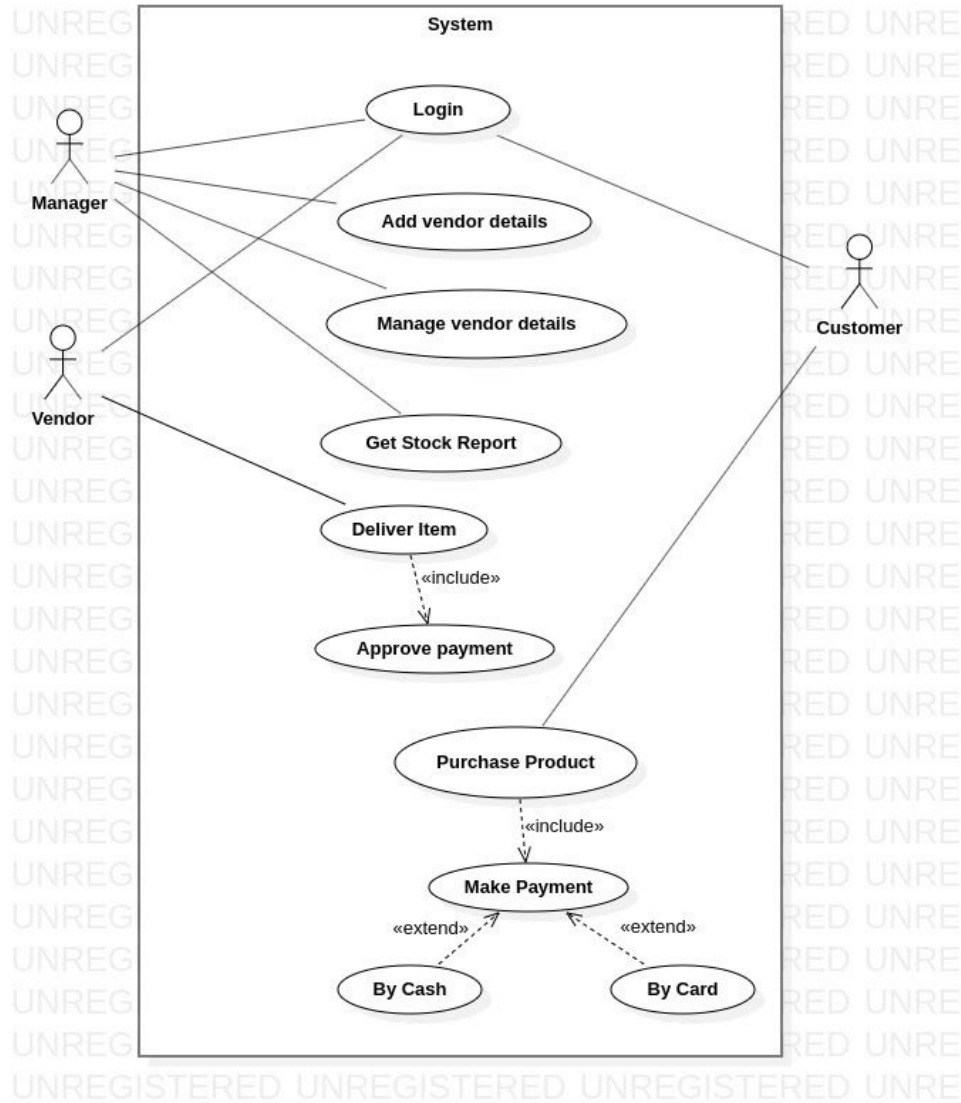 System
Login
Manager
Add vendor details
Customer
Manage vendor details
Vendor
Get Stock Report
Deliver Item
«include»
Approve payment
Purchase Product
«include»
Make Payment
«extend»
«extend»
By Cash
By Card
UNREGISTERED UNREGISTERED UNREGISTERED UNRE